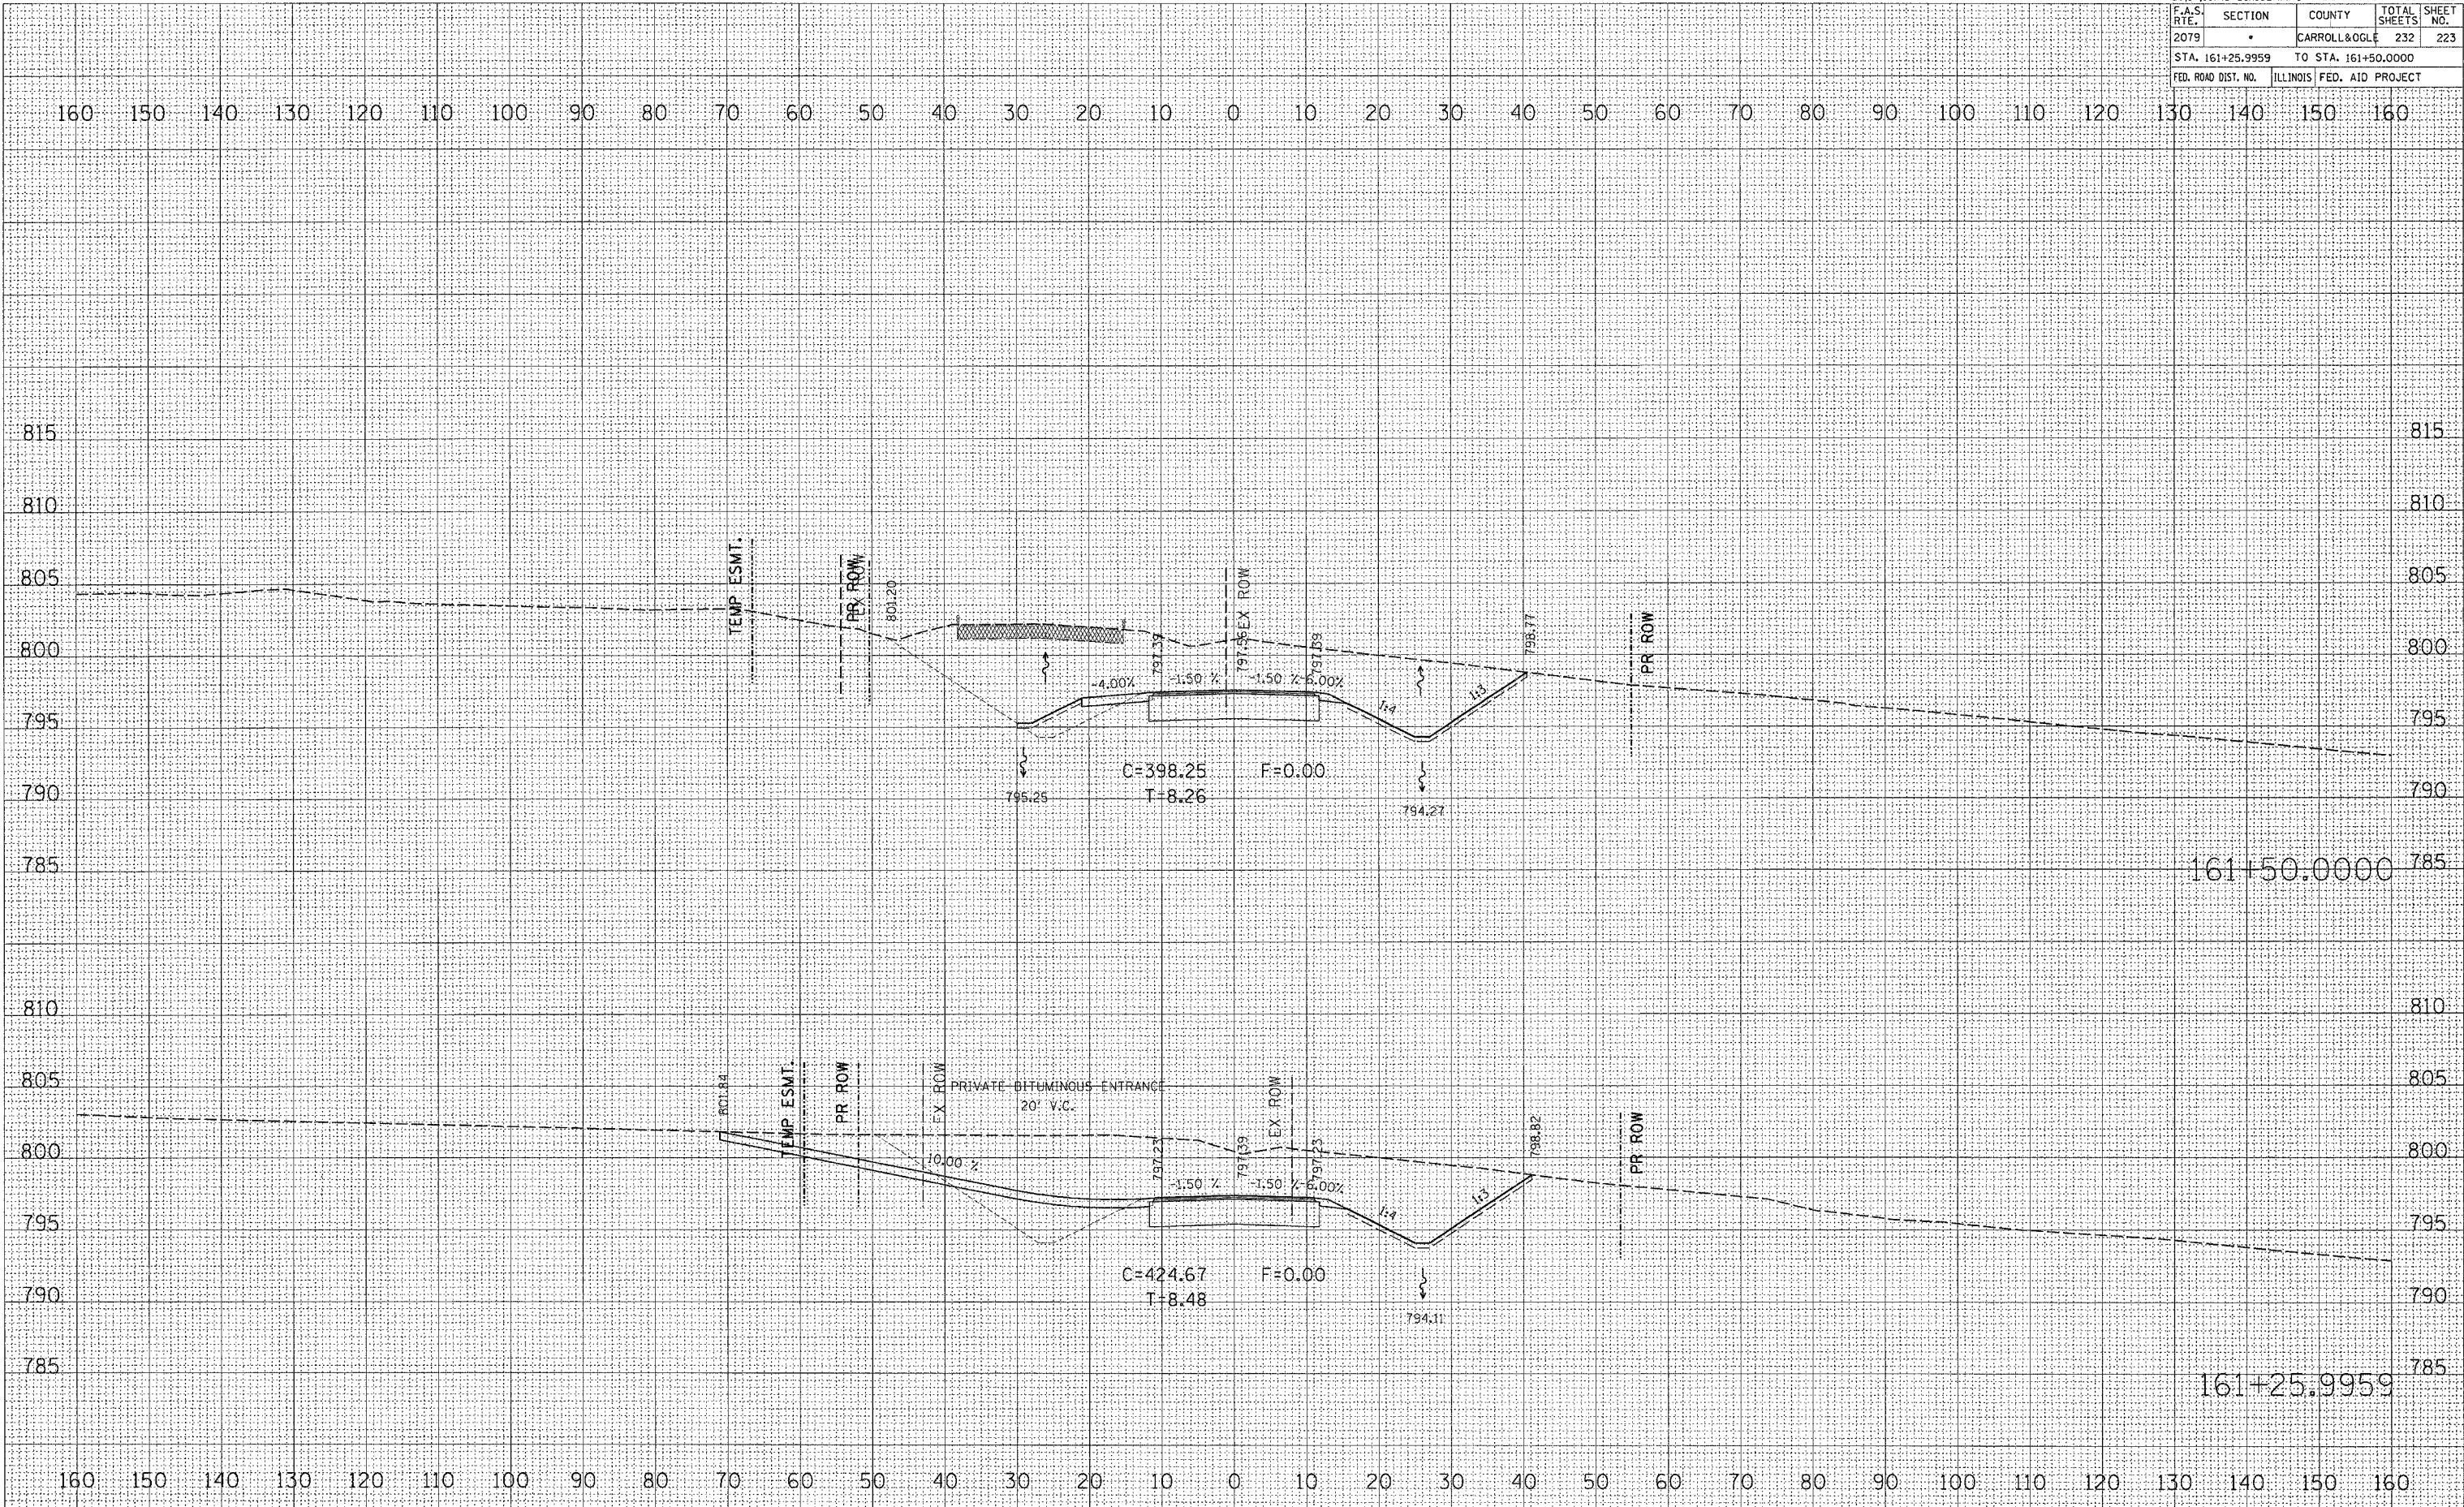 F.A.S. RTE. SECTION COUNTY TOTAL SHEETS SHEET NO.
2079 • CARROLL&OGLE 232 223
STA. 161+25.9959 TO STA. 161+50.0000
FED. ROAD DIST. NO. ILLINOIS FED. AID PROJECT
160 150 140 130 120 110 100 90 80 70 60 50 40 30 20 10 0 10 20 30 40 50 60 70 80 90 100 110 120 130 140 150 160
815 815
810 810
805 805
TEMP ESMT.
PR ROW
EX ROW
801.20
797.39
797.56
EX ROW
797.39
798.77
PR ROW
800 800
-4.00% -1.50 % -1.50 % -6.00%
1:4
1:3
795 795
C=398.25 F=0.00
T=8.26
795.25
794.27
790 790
785 785
161+50.0000
810 810
805 805
801.84
TEMP ESMT.
PR ROW
EX ROW
PRIVATE BITUMINOUS ENTRANCE
20' V.C.
797.23
797.39
EX ROW
797.23
798.82
PR ROW
800 800
10.00 %
-1.50 % -1.50 % -6.00%
1:4
1:3
795 795
C=424.67 F=0.00
T=8.48
794.11
790 790
785 785
161+25.9959
160 150 140 130 120 110 100 90 80 70 60 50 40 30 20 10 0 10 20 30 40 50 60 70 80 90 100 110 120 130 140 150 160